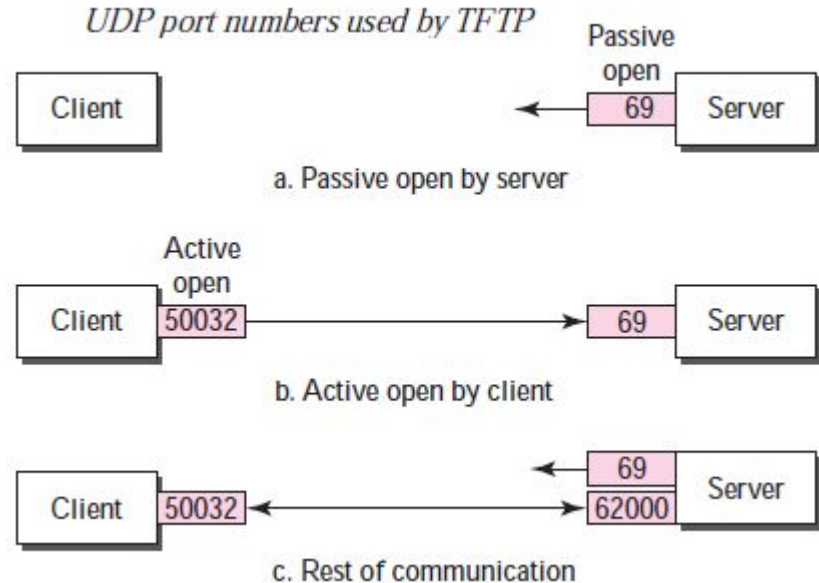 UDP port numbers used by TFTP
Passive
open
Client
69
Server
a. Passive open by server
Active
open
Client
50032
69
Server
b. Active open by client
Client
50032
69
62000
Server
c. Rest of communication